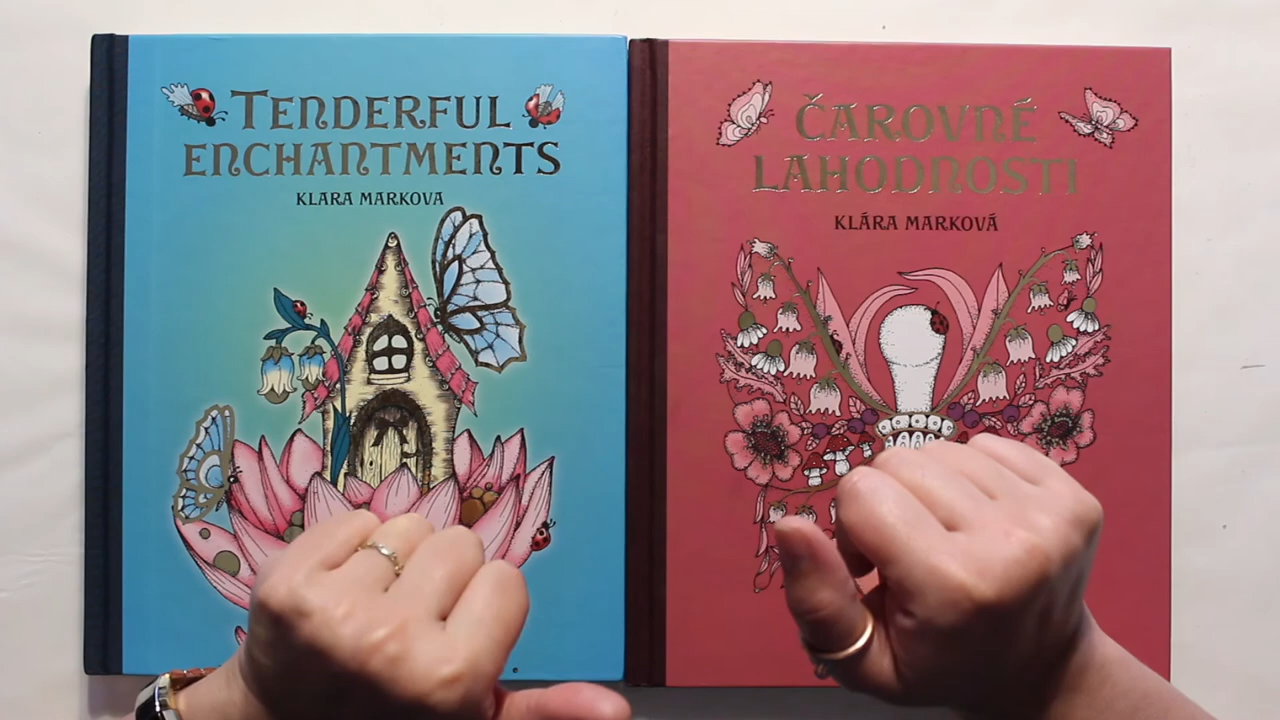 TENDERFUL
ENCHANTMENTS
KLARA MARKOVA
ČAROVNÉ
LAHODNOSTI
KLÁRA MARKOVÁ